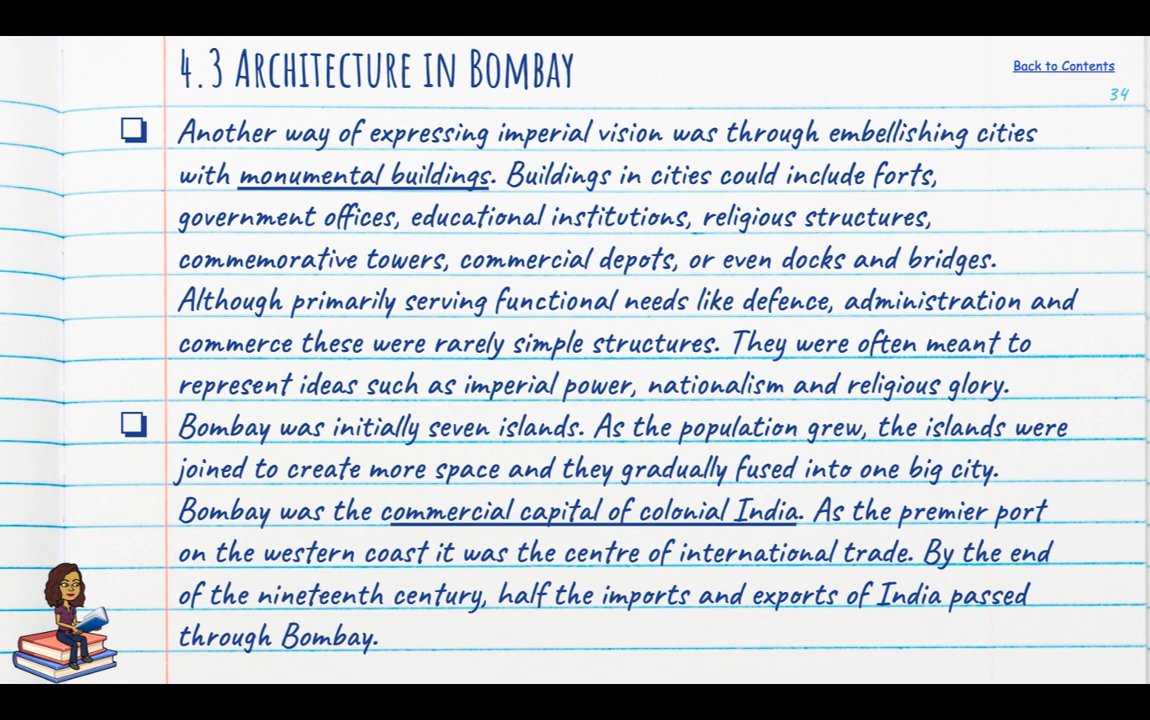 4.3 Architecture in Bombay
Back to Contents
34
Another way of expressing imperial vision was through embellishing cities
with monumental buildings. Buildings in cities could include forts,
government offices, educational institutions, religious structures,
commemorative towers, commercial depots, or even docks and bridges.
Although primarily serving functional needs like defence, administration and
commerce these were rarely simple structures. They were often meant to
represent ideas such as imperial power, nationalism and religious glory.
Bombay was initially seven islands. As the population grew, the islands were
joined to create more space and they gradually fused into one big city.
Bombay was the commercial capital of colonial India. As the premier port
on the western coast it was the centre of international trade. By the end
of the nineteenth century, half the imports and exports of India passed
through Bombay.